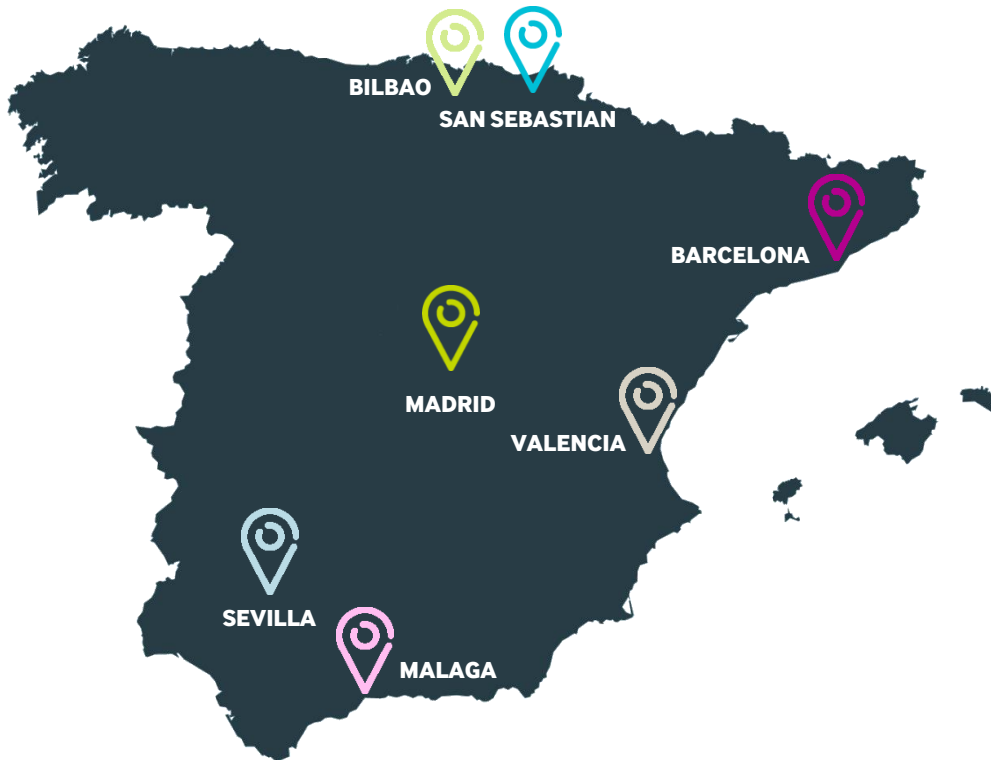 BILBAO
SAN SEBASTIAN
BARCELONA
MADRID
VALENCIA
SEVILLA
MALAGA